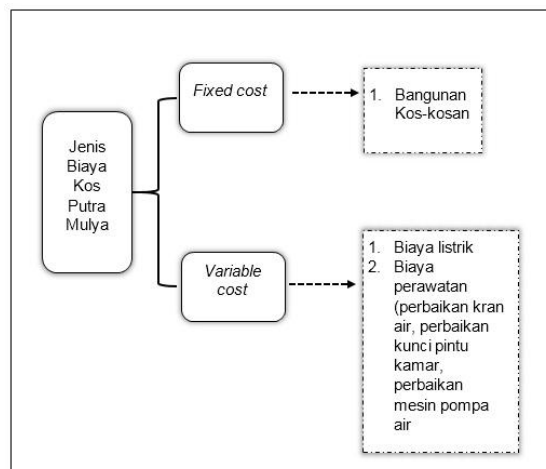 Jenis
Biaya
Kos
Putra
Mulya
Fixed cost
1. Bangunan
Kos-kosan
Variable
cost
1. Biaya listrik
2. Biaya
perawatan
(perbaikan kran
air, perbaikan
kunci pintu
kamar,
perbaikan
mesin pompa
air